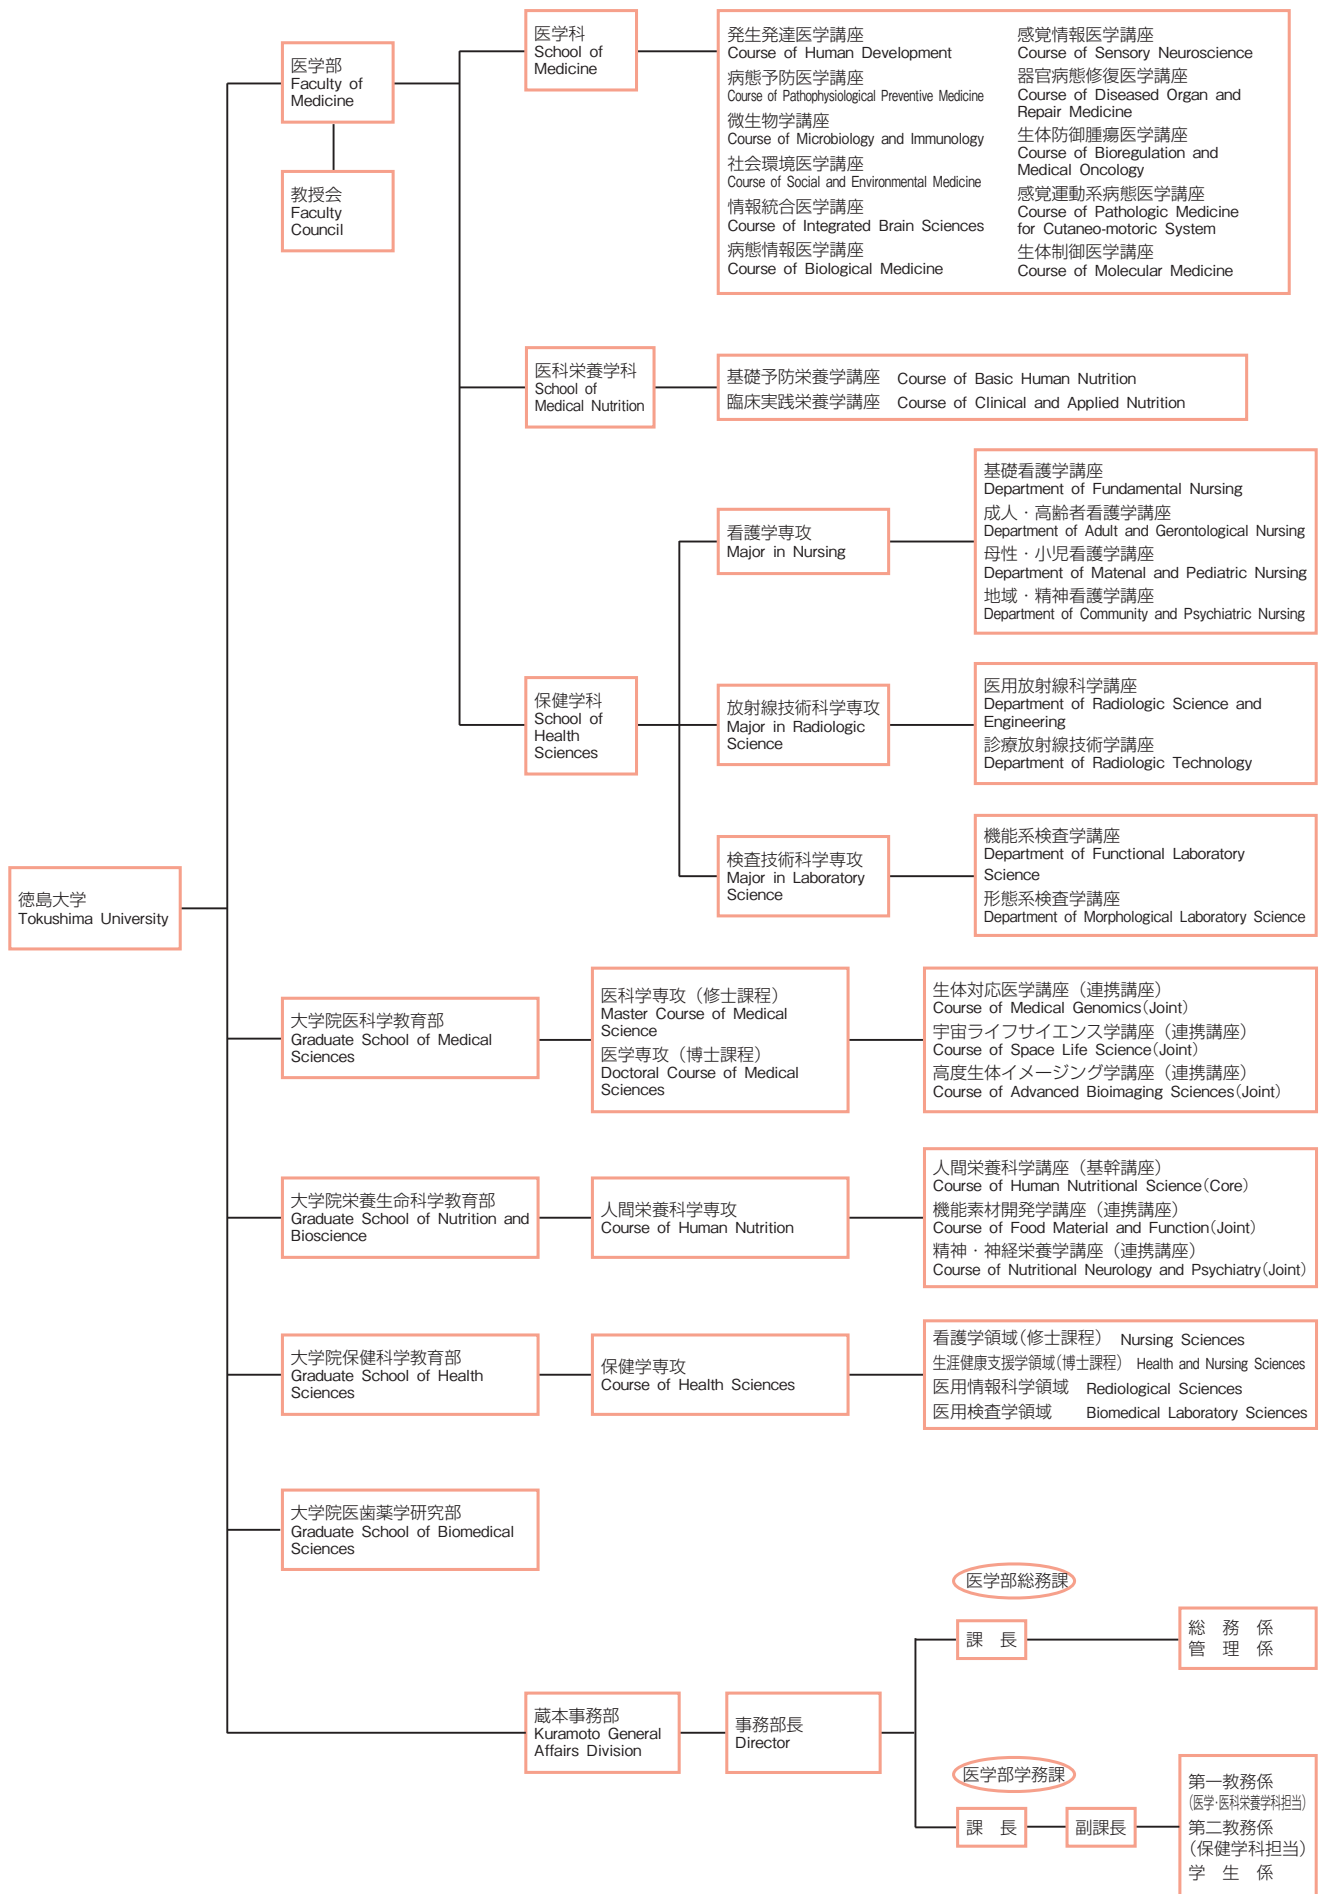 医学部
Faculty of
Medicine
教授会
Faculty
Council
医学科
School of
Medicine
発生発達医学講座
Course of Human Development
病態予防医学講座
Course of Pathophysiological Preventive Medicine
微生物学講座
Course of Microbiology and Immunology
社会環境医学講座
Course of Social and Environmental Medicine
情報統合医学講座
Course of Integrated Brain Sciences
病態情報医学講座
Course of Biological Medicine
感覚情報医学講座
Course of Sensory Neuroscience
器官病態修復医学講座
Course of Diseased Organ and
Repair Medicine
生体防御腫瘍医学講座
Course of Bioregulation and
Medical Oncology
感覚運動系病態医学講座
Course of Pathologic Medicine
for Cutaneo-motoric System
生体制御医学講座
Course of Molecular Medicine
医科栄養学科
School of
Medical Nutrition
基礎予防栄養学講座 Course of Basic Human Nutrition
臨床実践栄養学講座 Course of Clinical and Applied Nutrition
保健学科
School of
Health
Sciences
看護学専攻
Major in Nursing
基礎看護学講座
Department of Fundamental Nursing
成人・高齢者看護学講座
Department of Adult and Gerontological Nursing
母性・小児看護学講座
Department of Matenal and Pediatric Nursing
地域・精神看護学講座
Department of Community and Psychiatric Nursing
放射線技術科学専攻
Major in Radiologic
Science
医用放射線科学講座
Department of Radiologic Science and
Engineering
診療放射線技術学講座
Department of Radiologic Technology
検査技術科学専攻
Major in Laboratory
Science
機能系検査学講座
Department of Functional Laboratory
Science
形態系検査学講座
Department of Morphological Laboratory Science
徳島大学
Tokushima University
大学院医科学教育部
Graduate School of Medical
Sciences
医科学専攻（修士課程）
Master Course of Medical
Science
医学専攻（博士課程）
Doctoral Course of Medical
Sciences
生体対応医学講座（連携講座）
Course of Medical Genomics(Joint)
宇宙ライフサイエンス学講座（連携講座）
Course of Space Life Science(Joint)
高度生体イメージング学講座（連携講座）
Course of Advanced Bioimaging Sciences(Joint)
大学院栄養生命科学教育部
Graduate School of Nutrition and
Bioscience
人間栄養科学専攻
Course of Human Nutrition
人間栄養科学講座（基幹講座）
Course of Human Nutritional Science(Core)
機能素材開発学講座（連携講座）
Course of Food Material and Function(Joint)
精神・神経栄養学講座（連携講座）
Course of Nutritional Neurology and Psychiatry(Joint)
大学院保健科学教育部
Graduate School of Health
Sciences
保健学専攻
Course of Health Sciences
看護学領域(修士課程) Nursing Sciences
生涯健康支援学領域(博士課程) Health and Nursing Sciences
医用情報科学領域 Rediological Sciences
医用検査学領域 Biomedical Laboratory Sciences
大学院医歯薬学研究部
Graduate School of Biomedical
Sciences
蔵本事務部
Kuramoto General
Affairs Division
事務部長
Director
医学部総務課
課 長
総 務 係
管 理 係
医学部学務課
課 長
副課長
第一教務係
(医学・医科栄養学科担当)
第二教務係
(保健学科担当)
学 生 係